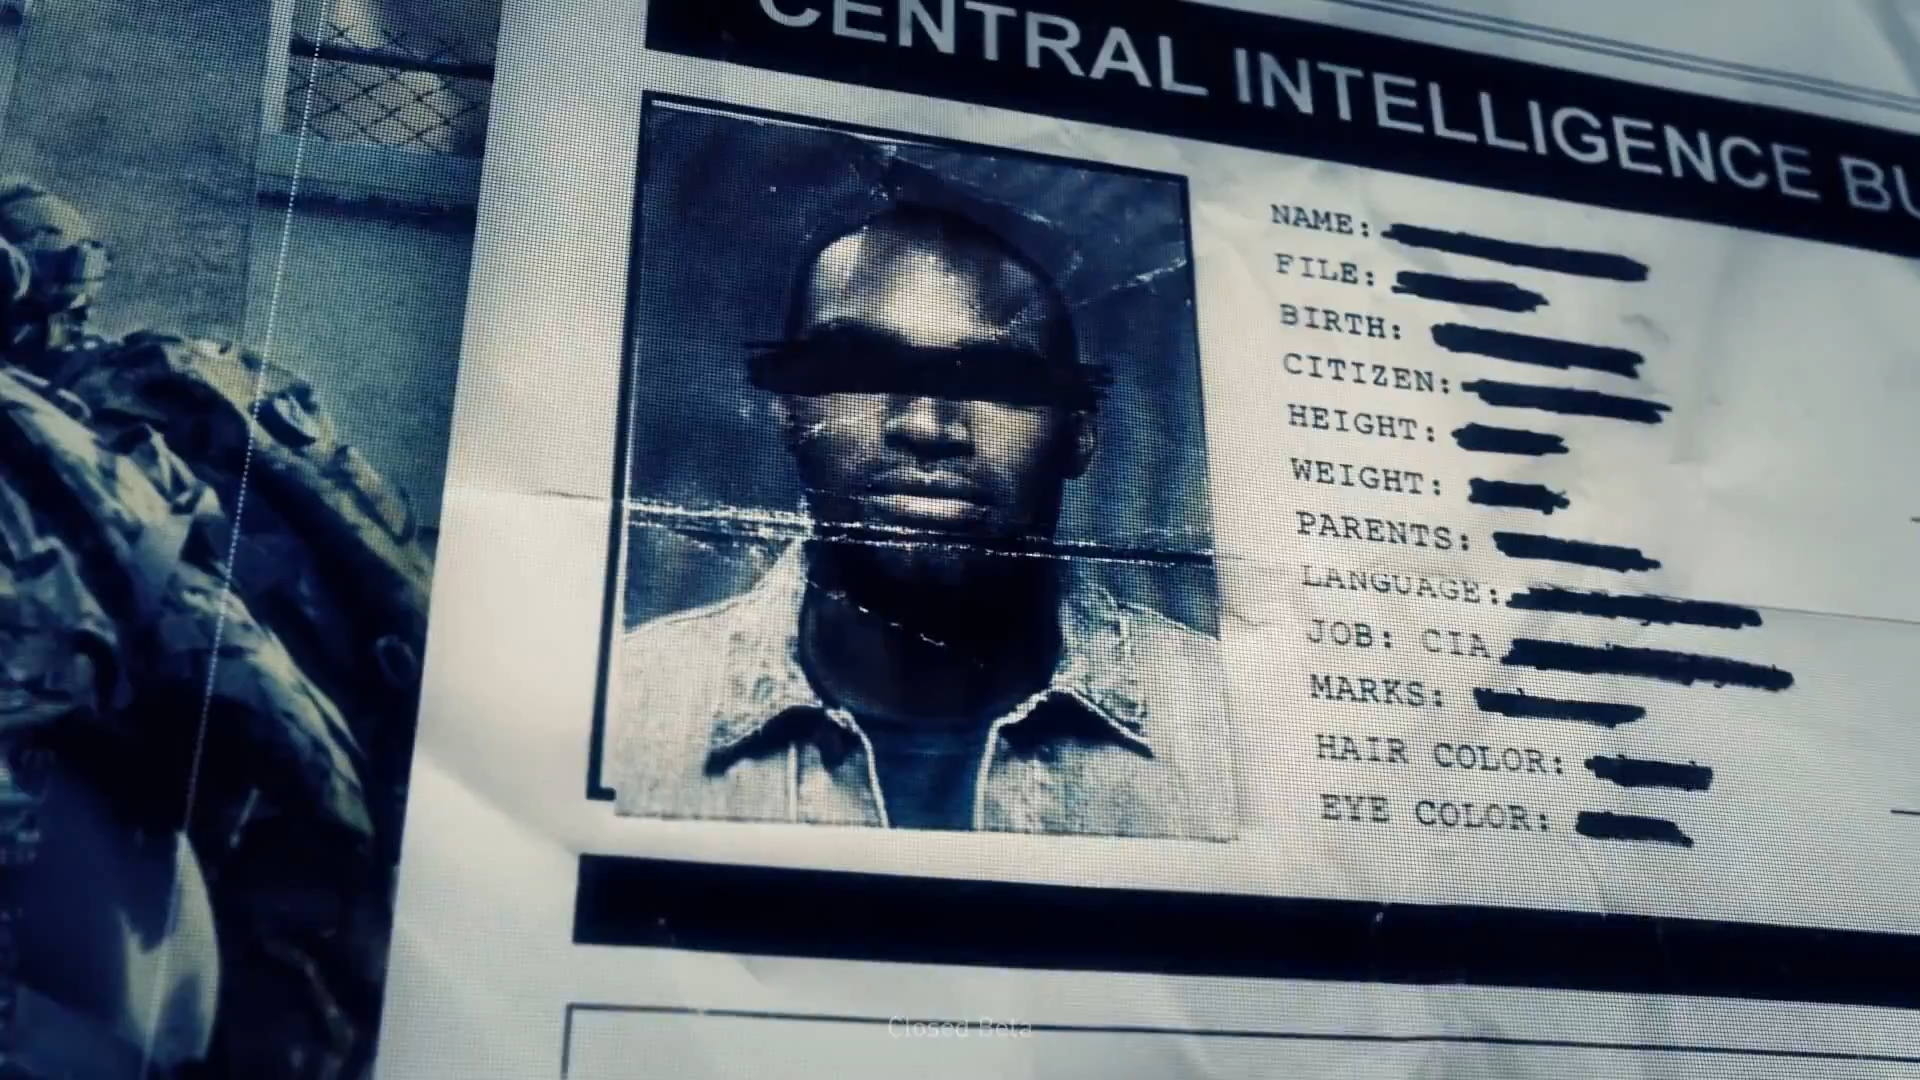 CENTRAL INTELLIGENCE BU
NAME:
FILE:
BIRTH:
CITIZEN:
HEIGHT:
WEIGHT:
PARENTS:
LANGUAGE:
JOB: CIA
MARKS:
HAIR COLOR:
EYE COLOR:
Closed Beta